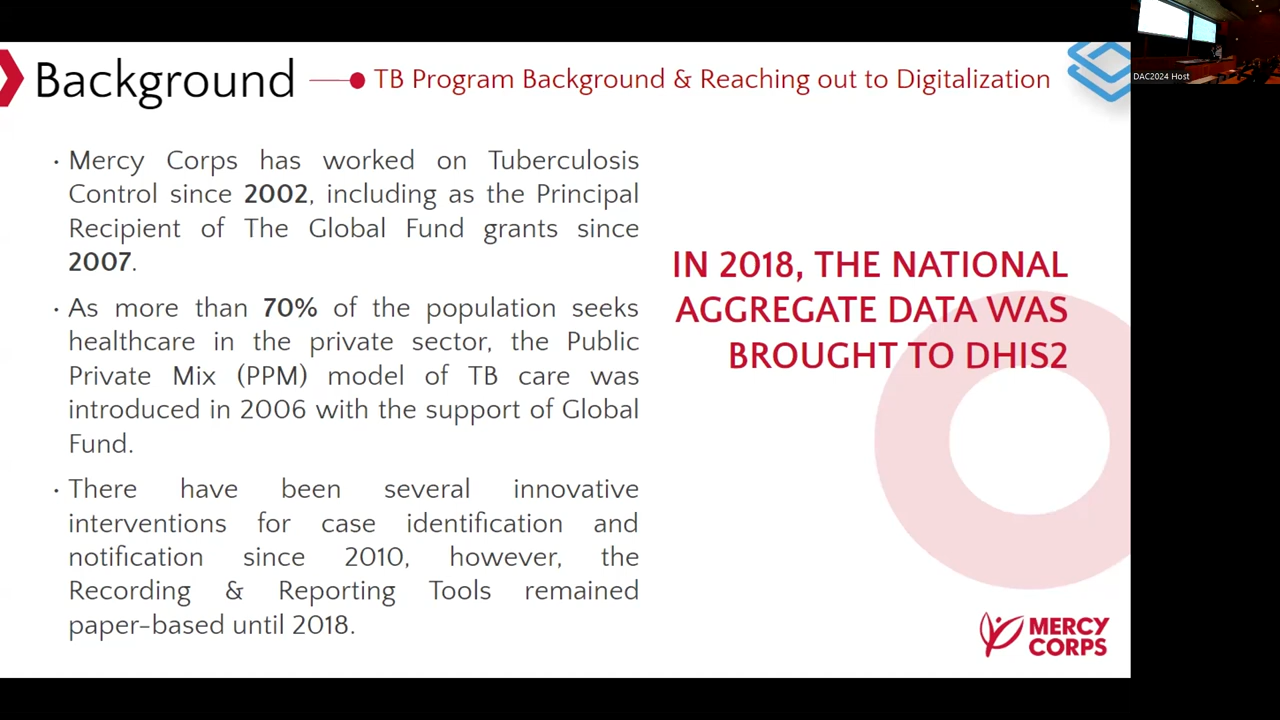 Background
TB Program Background & Reaching out to Digitalization
DAC2024 Host
· Mercy Corps has worked on Tuberculosis
Control since 2002, including as the Principal
Recipient of The Global Fund grants since
2007.
· As more than 70% of the population seeks
healthcare in the private sector, the Public
Private Mix (PPM) model of TB care was
introduced in 2006 with the support of Global
Fund.
· There have been several innovative
interventions for case identification and
notification since 2010, however, the
Recording & Reporting Tools remained
paper-based until 2018.
IN 2018, THE NATIONAL
AGGREGATE DATA WAS
BROUGHT TO DHIS2
MERCY
CORPS